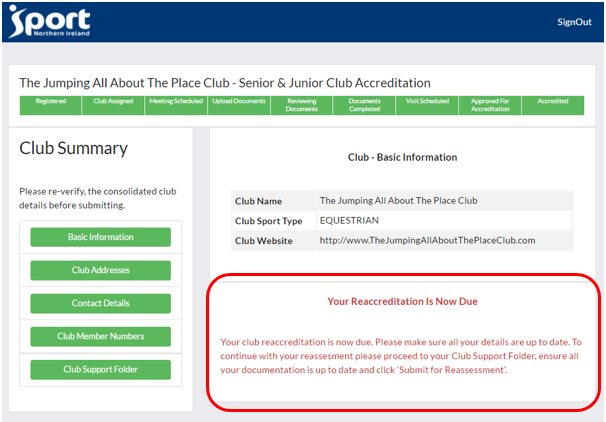 Sport
Northern Ireland
SignOut
The Jumping All About The Place Club - Senior & Junior Club Accreditation
Registered
Club Assigned
Meeting Scheduled
Upload Documents
Reviewing
Documents
Documents
Completed
Visit Scheduled
Approved For
Accreditation
Accredited
Club Summary
Please re-verify, the consolidated club
details before submitting.
Basic Information
Club Addresses
Contact Details
Club Member Numbers
Club Support Folder
Club - Basic Information
Club Name The Jumping All About The Place Club
Club Sport Type EQUESTRIAN
Club Website http://www.TheJumpingAllAboutThePlaceClub.com
Your Reaccreditation Is Now Due
Your club reaccreditation is now due. Please make sure all your details are up to date. To
continue with your reassesment please proceed to your Club Support Folder, ensure all
your documentation is up to date and click 'Submit for Reassessment'.